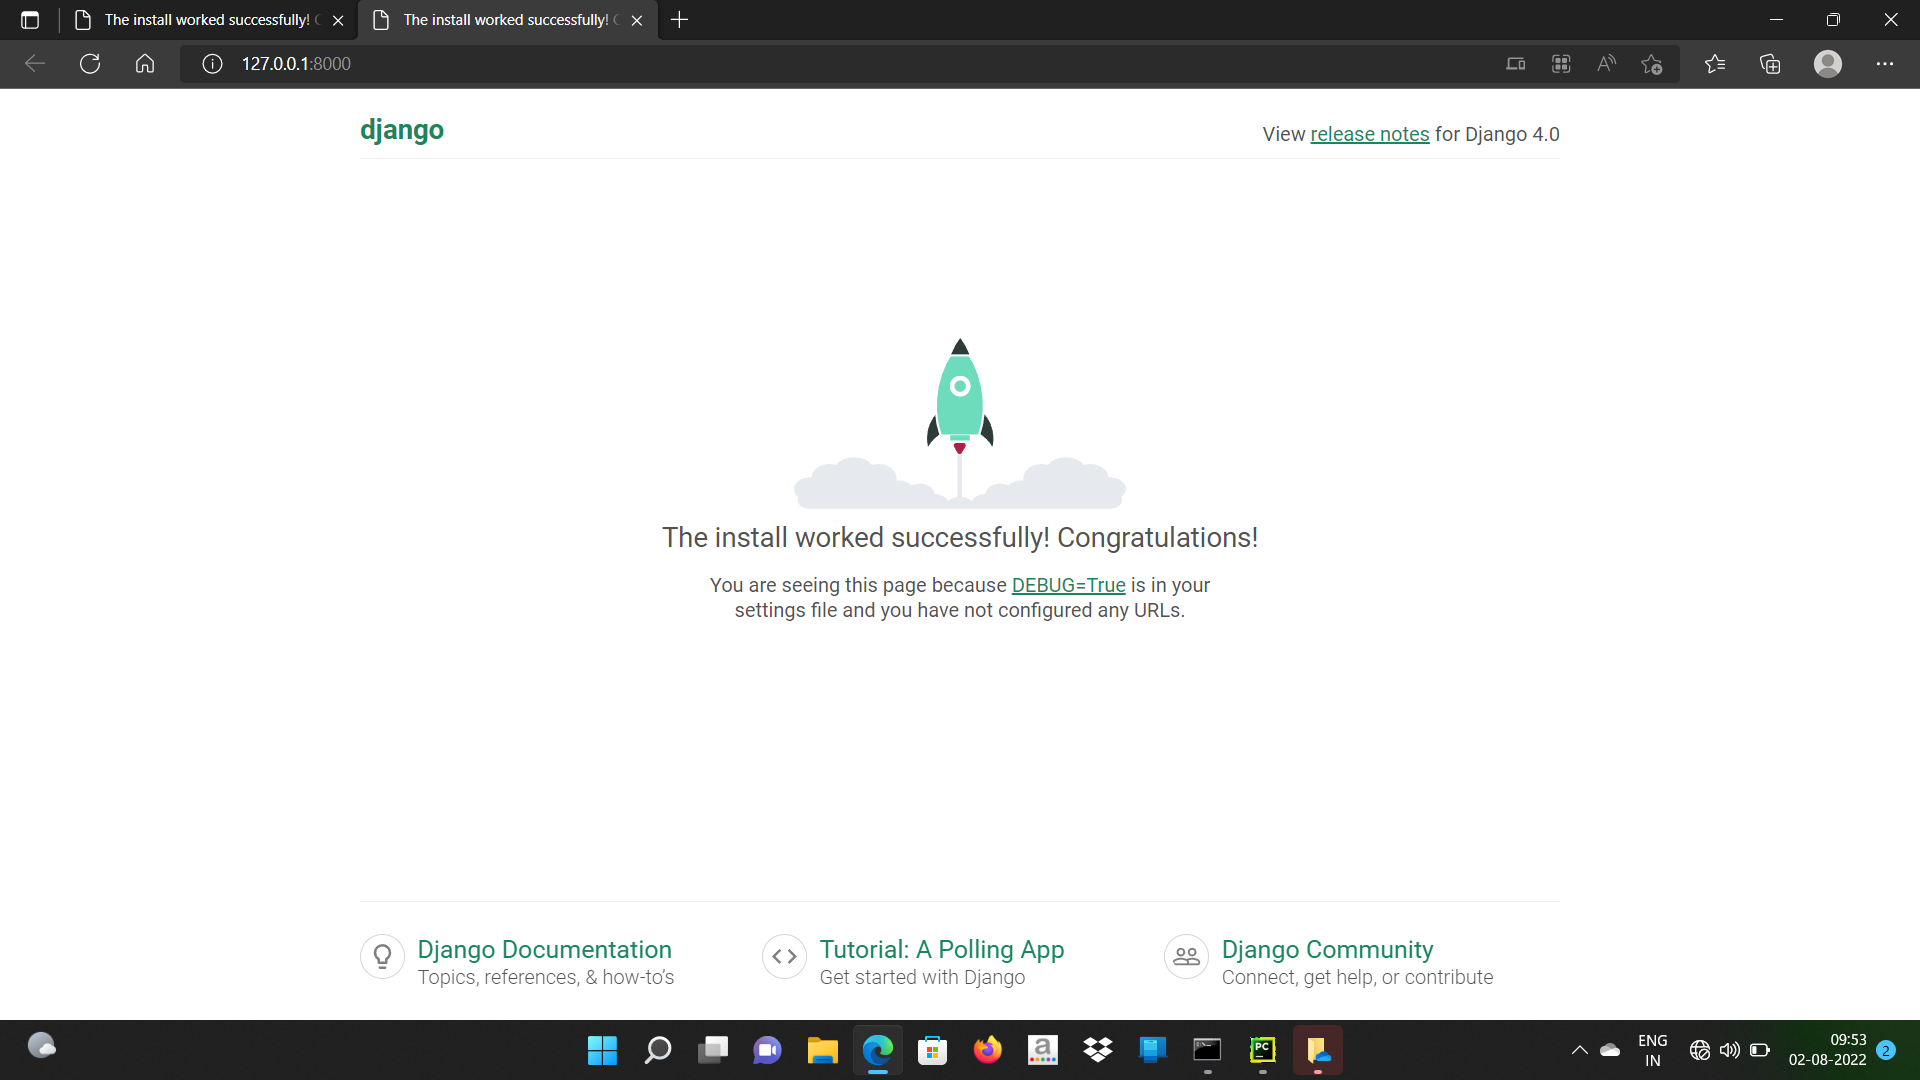 The install worked successfully!
The install worked successfully!
127.0.0.1:8000
django
View release notes for Django 4.0
The install worked successfully! Congratulations!
You are seeing this page because DEBUG=True is in your
settings file and you have not configured any URLs.
Django Documentation
Topics, references, & how-to's
Tutorial: A Polling App
Get started with Django
Django Community
Connect, get help, or contribute
a
PC
ENG
IN
09:53
02-08-2022
2